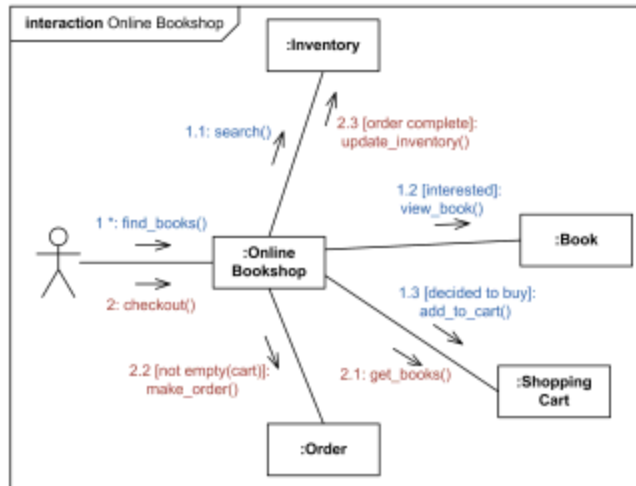 interaction Online Bookshop
:Inventory
1.1: search()
2.3 [order complete]:
update_inventory()
1.2 [interested]:
view_book()
1 *: find_books()
:Online
Bookshop
:Book
2: checkout()
1.3 [decided to buy]:
add_to_cart()
2.2 [not empty(cart)]:
make_order()
2.1: get_books()
:Shopping
Cart
:Order